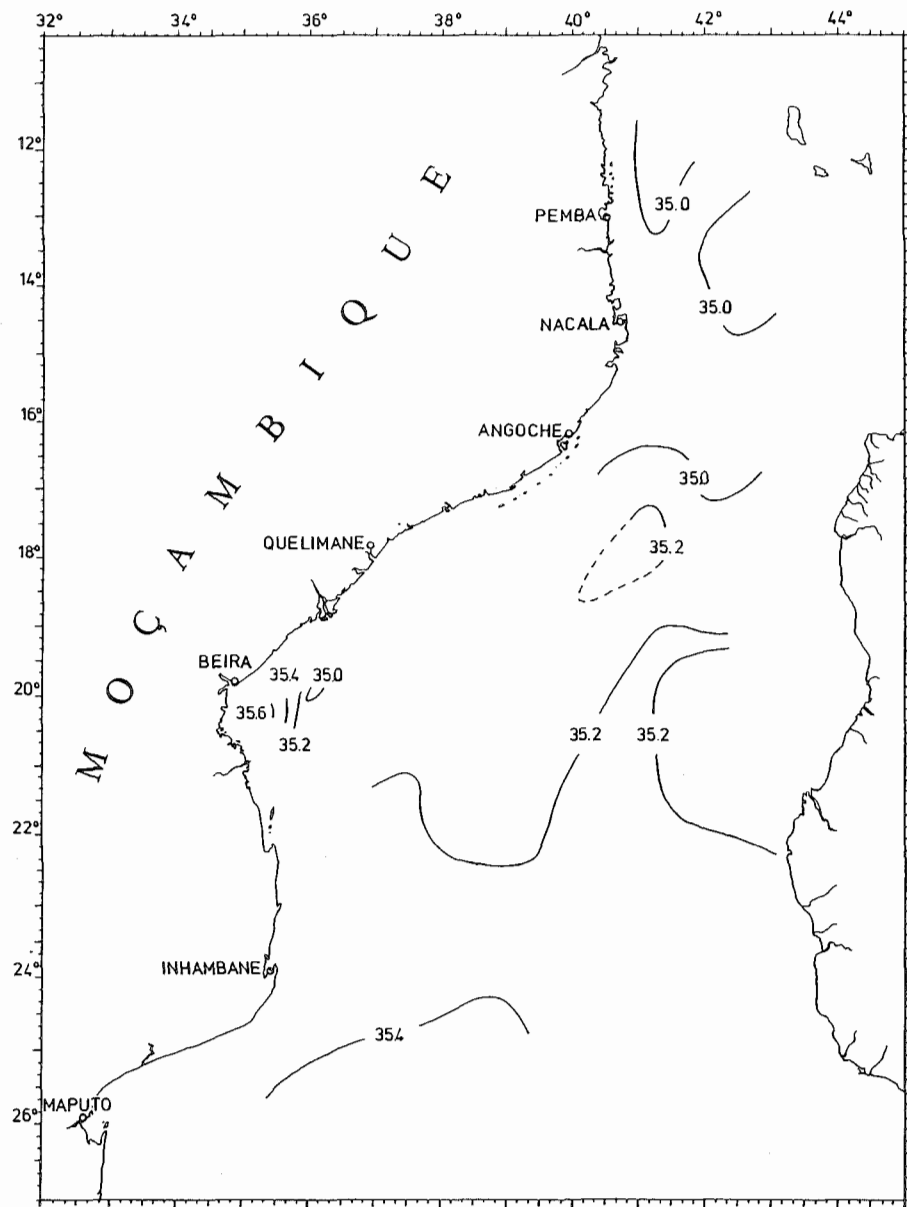 32° 34° 36° 38° 40° 42° 44°
12°
35.0
PEMBA
14°
35.0
NACALA
16°
ANGOCHE
35.0
18°
QUELIMANE
35.2
MOÇAMBIQUE
BEIRA
35.4 35.0
20°
35.6
35.2
35.2 35.2
22°
24°
INHAMBANE
35.4
MAPUTO
26°